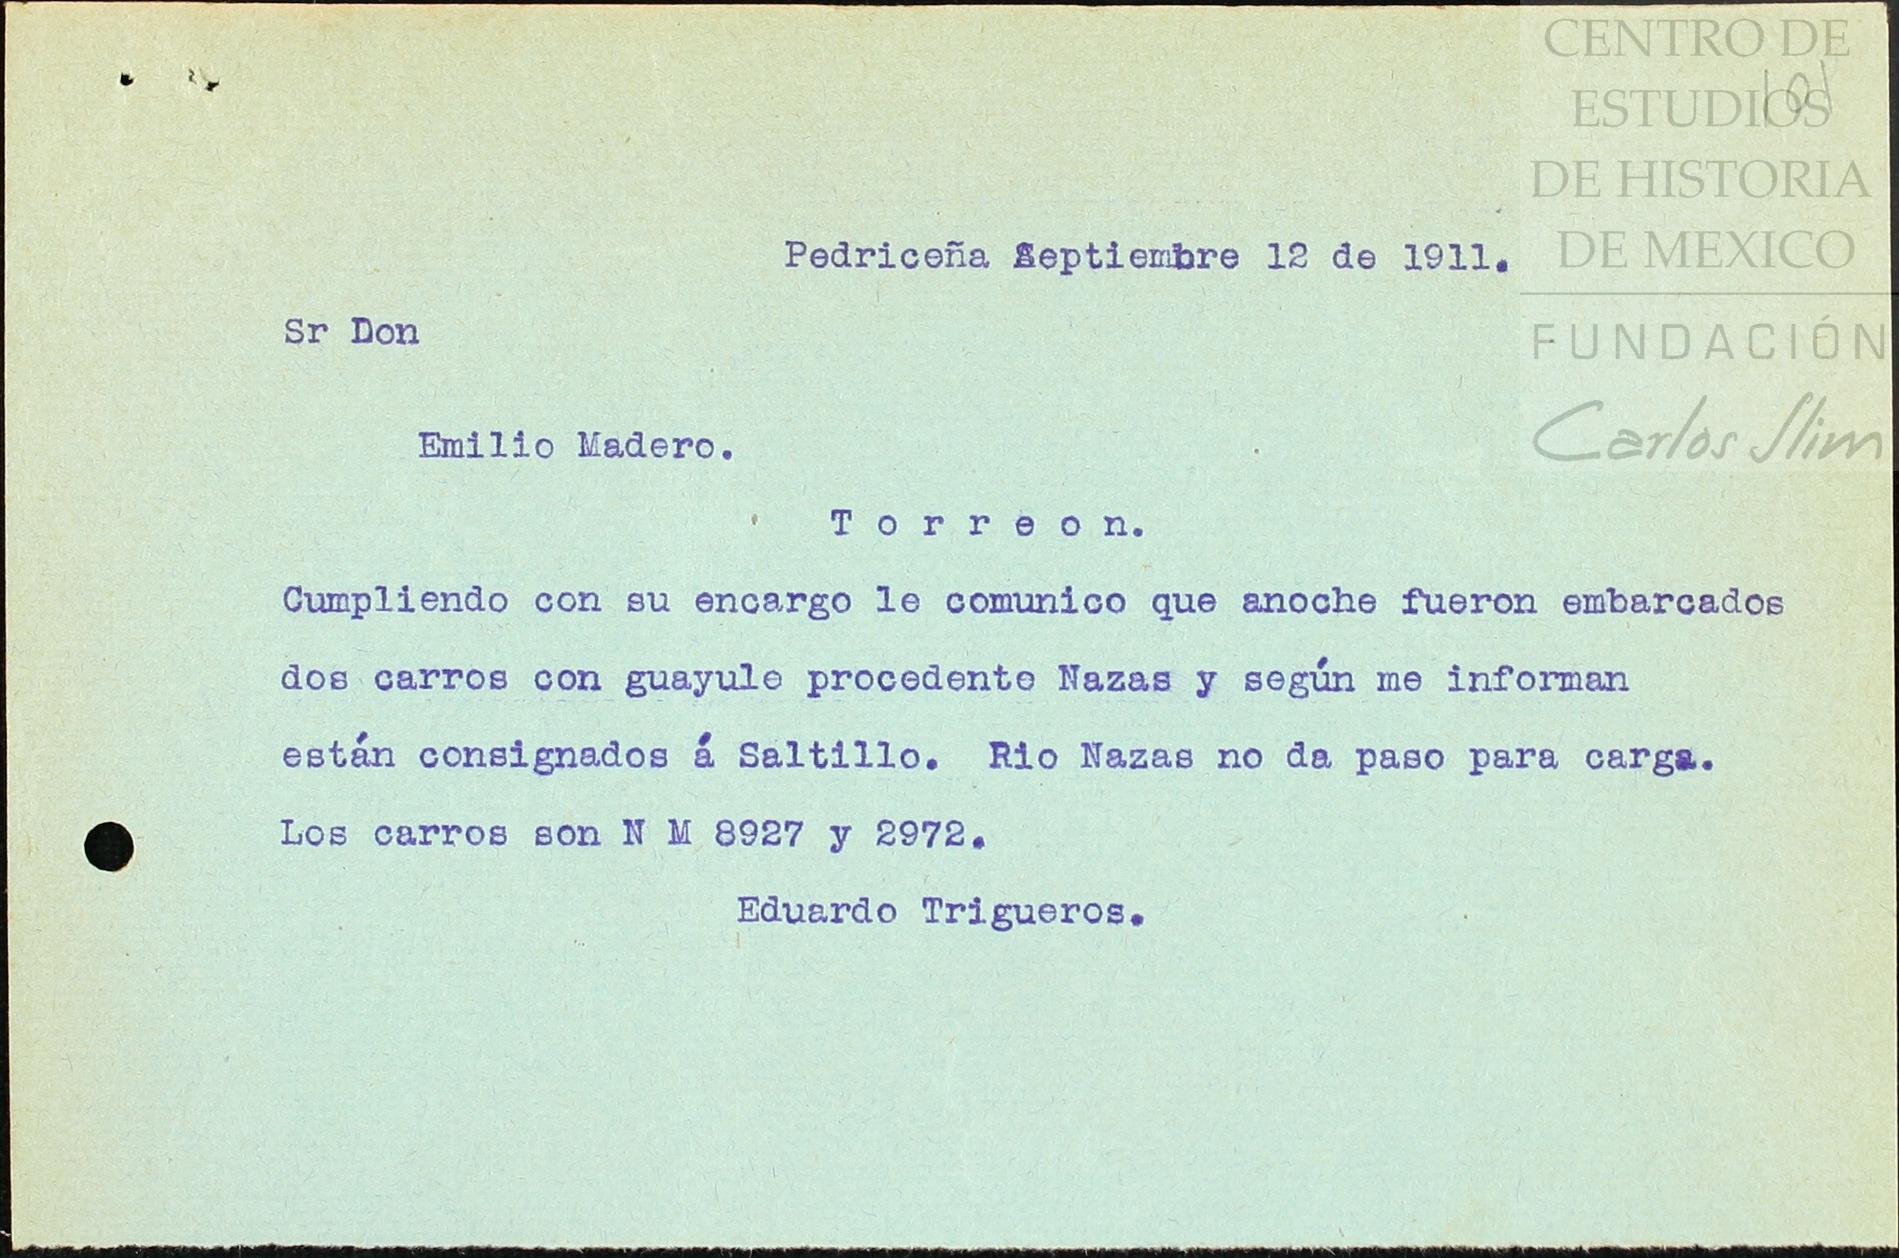 CENTRO DE
ESTUDIOS
DE HISTORIA
DE MEXICO
FUNDACIÓN
Carlos Slim
101
Pedriceña Septiembre 12 de 1911.
Sr Don
Emilio Madero.
T o r r e o n.
Cumpliendo con su encargo le comunico que anoche fueron embarcados
dos carros con guayule procedente Nazas y según me informan
están consignados á Saltillo. Rio Nazas no da paso para carga.
Los carros son N M 8927 y 2972.
Eduardo Trigueros.